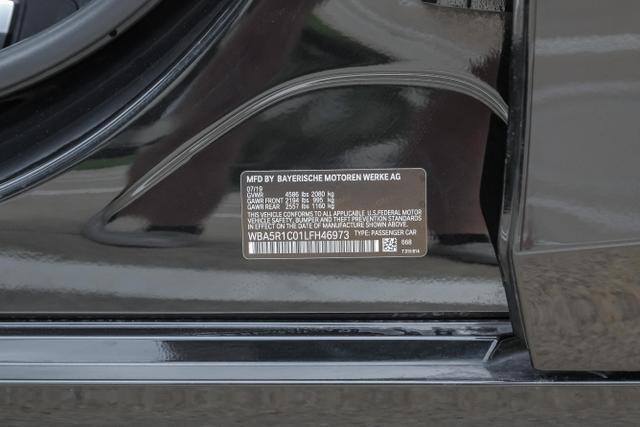 MFD BY BAYERISCHE MOTOREN WERKE AG
07/19
GVWR 4586 lbs 2080 kg
GAWR FRONT 2194 lbs 995 kg
GAWR REAR 2557 lbs 1160 kg
THIS VEHICLE CONFORMS TO ALL APPLICABLE U.S.FEDERAL MOTOR
VEHICLE SAFETY, BUMPER, AND THEFT PREVENTION STANDARDS
IN EFFECT ON THE DATE OF MANUFACTURE SHOWN ABOVE.
WBA5R1C01LFH46973 TYPE: PASSENGER CAR
668